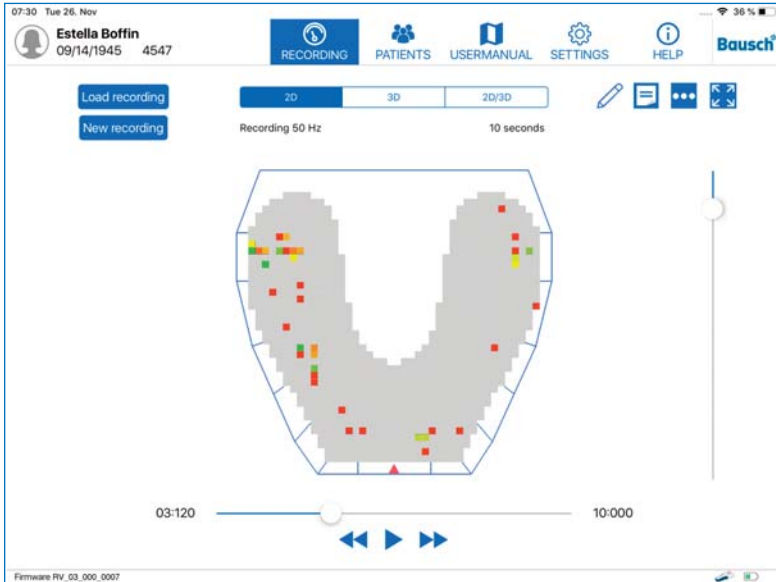 07:30 Tue 26. Nov
36 %
Estella Boffin
09/14/1945 4547
RECORDING
PATIENTS
USERMANUAL
SETTINGS
HELP
Bausch®
Load recording
2D
3D
2D/3D
New recording
Recording 50 Hz
10 seconds
03:120
10:000
Firmware RV_03_000_0007